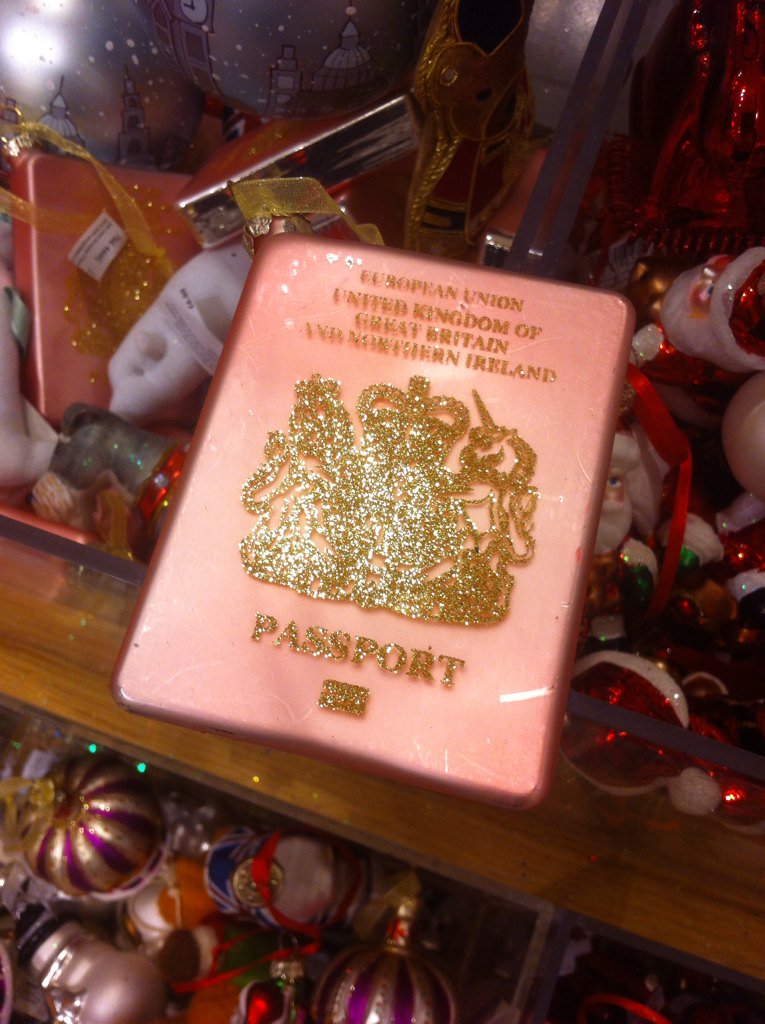 EUROPEAN UNION
UNITED KINGDOM OF
GREAT BRITAIN
AND NORTHERN IRELAND
PASSPORT